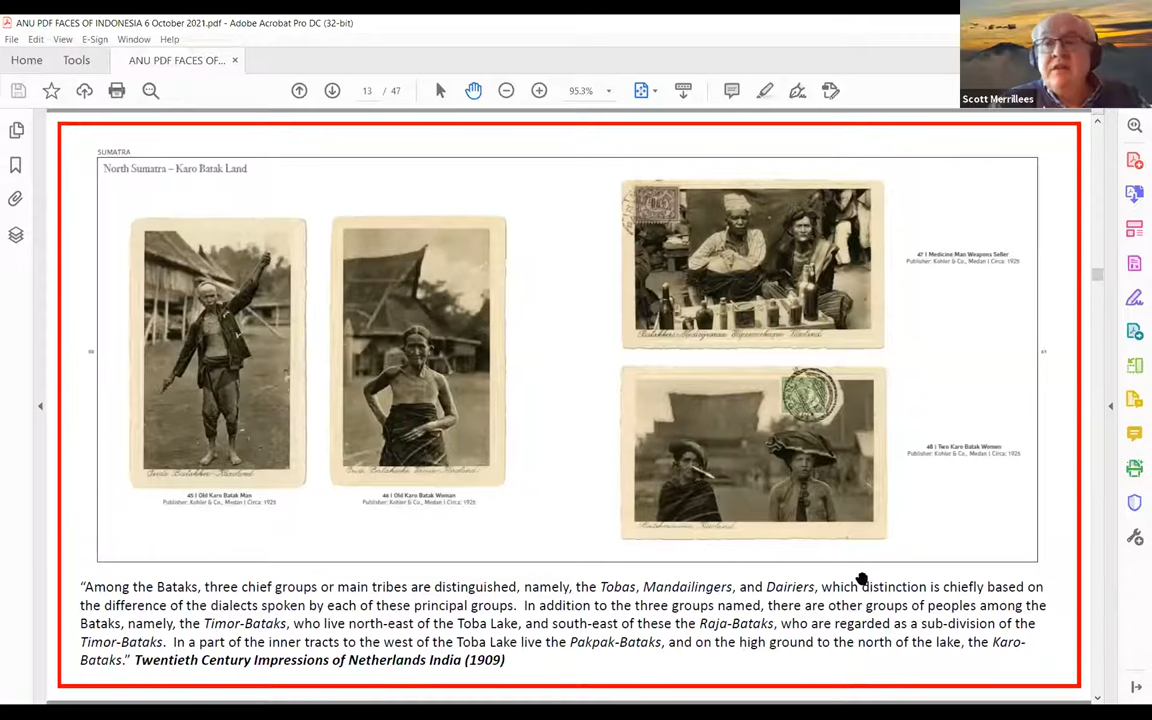 ANU PDF FACES OF INDONESIA 6 October 2021.pdf - Adobe Acrobat Pro DC (32-bit)
File Edit View E-Sign Window Help
Home Tools ANU PDF FACES OF... ×
13 / 47 95.3%
Scott Merrillees
SUMATRA
North Sumatra – Karo Batak Land
47 | Medicine Man Weapons Seller
Publisher: Kohler & Co., Medan | Circa: 1925
45 | Old Karo Batak Man
Publisher: Kohler & Co., Medan | Circa: 1925
46 | Old Karo Batak Woman
Publisher: Kohler & Co., Medan | Circa: 1925
48 | Two Karo Batak Women
Publisher: Kohler & Co., Medan | Circa: 1925
“Among the Bataks, three chief groups or main tribes are distinguished, namely, the Tobas, Mandailingers, and Dairiers, which distinction is chiefly based on
the difference of the dialects spoken by each of these principal groups. In addition to the three groups named, there are other groups of peoples among the
Bataks, namely, the Timor-Bataks, who live north-east of the Toba Lake, and south-east of these the Raja-Bataks, who are regarded as a sub-division of the
Timor-Bataks. In a part of the inner tracts to the west of the Toba Lake live the Pakpak-Bataks, and on the high ground to the north of the lake, the Karo-
Bataks.” Twentieth Century Impressions of Netherlands India (1909)